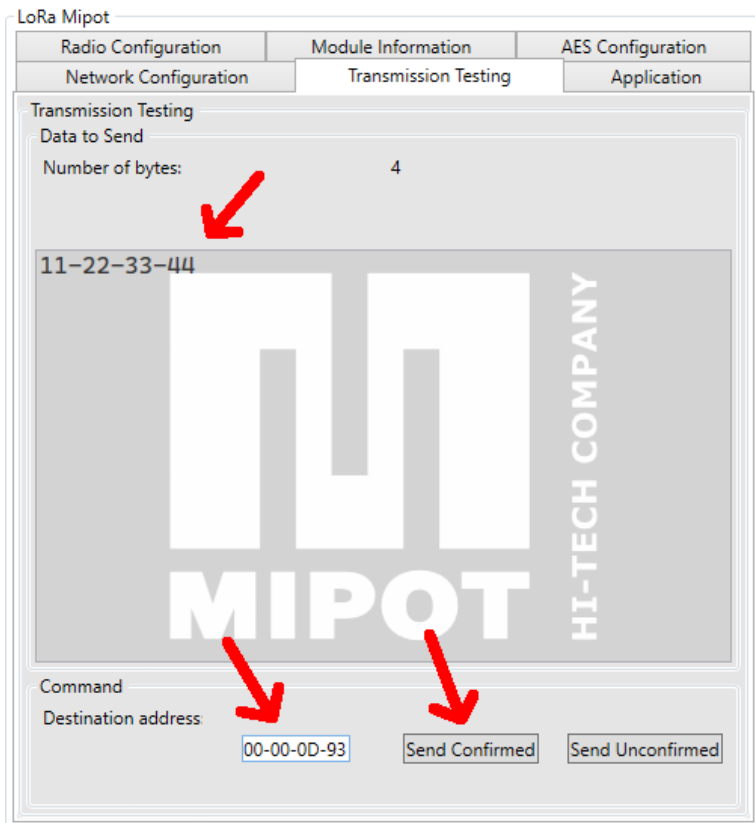 LoRa Mipot
Radio Configuration Module Information AES Configuration
Network Configuration Transmission Testing Application
Transmission Testing
Data to Send
Number of bytes: 4
11-22-33-44
HI-TECH COMPANY
MIPOT
Command
Destination address:
00-00-0D-93 Send Confirmed Send Unconfirmed